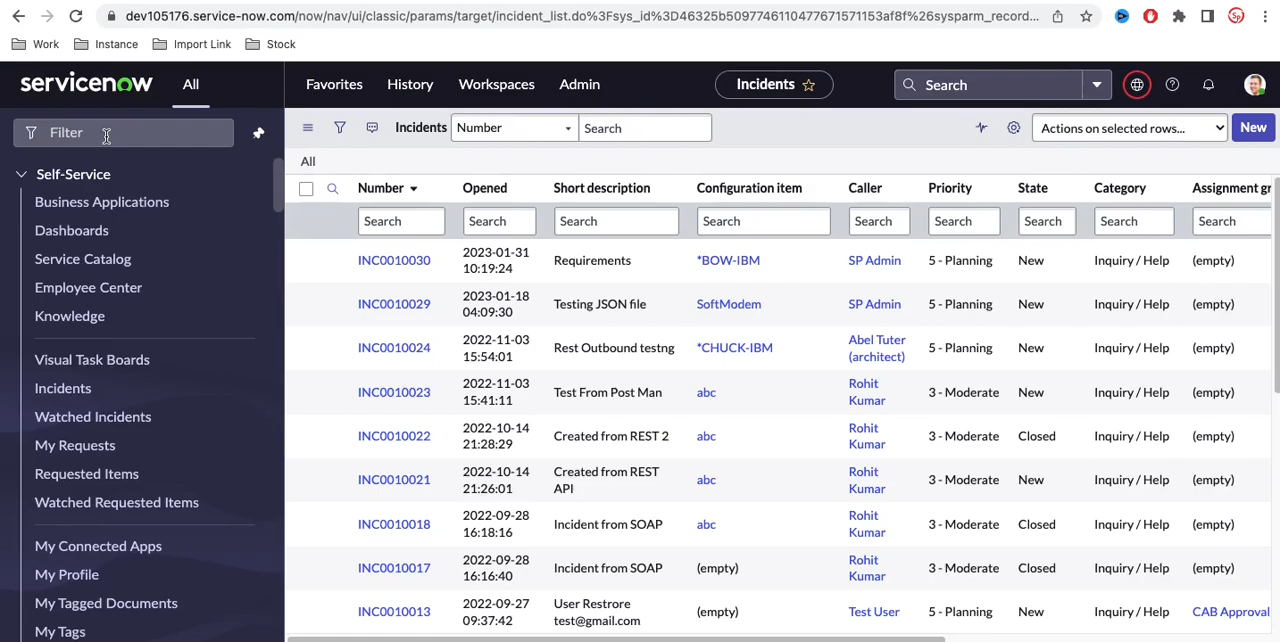 dev105176.service-now.com/now/nav/ui/classic/params/target/incident_list.do%3Fsys_id%3D46325b5097746110477671571153af8f%26sysparm_record...
Sp
Work Instance Import Link Stock
servicenow All Favorites History Workspaces Admin Incidents Search
Filter
Incidents Number Search Actions on selected rows... New
All
Self-Service
Business Applications
Dashboards
Service Catalog
Employee Center
Knowledge
Visual Task Boards
Incidents
Watched Incidents
My Requests
Requested Items
Watched Requested Items
My Connected Apps
My Profile
My Tagged Documents
My Tags
Number Opened Short description Configuration item Caller Priority State Category Assignment gr
Search Search Search Search Search Search Search Search Search
INC0010030 2023-01-31 10:19:24 Requirements *BOW-IBM SP Admin 5 - Planning New Inquiry / Help (empty)
INC0010029 2023-01-18 04:09:30 Testing JSON file SoftModem SP Admin 5 - Planning New Inquiry / Help (empty)
INC0010024 2022-11-03 15:54:01 Rest Outbound testng *CHUCK-IBM Abel Tuter (architect) 5 - Planning New Inquiry / Help (empty)
INC0010023 2022-11-03 15:41:11 Test From Post Man abc Rohit Kumar 3 - Moderate New Inquiry / Help (empty)
INC0010022 2022-10-14 21:28:29 Created from REST 2 abc Rohit Kumar 3 - Moderate Closed Inquiry / Help (empty)
INC0010021 2022-10-14 21:26:01 Created from REST API abc Rohit Kumar 3 - Moderate New Inquiry / Help (empty)
INC0010018 2022-09-28 16:18:16 Incident from SOAP abc Rohit Kumar 3 - Moderate Closed Inquiry / Help (empty)
INC0010017 2022-09-28 16:16:40 Incident from SOAP (empty) Rohit Kumar 3 - Moderate Closed Inquiry / Help (empty)
INC0010013 2022-09-27 09:37:42 User Restrore test@gmail.com (empty) Test User 5 - Planning New Inquiry / Help CAB Approval